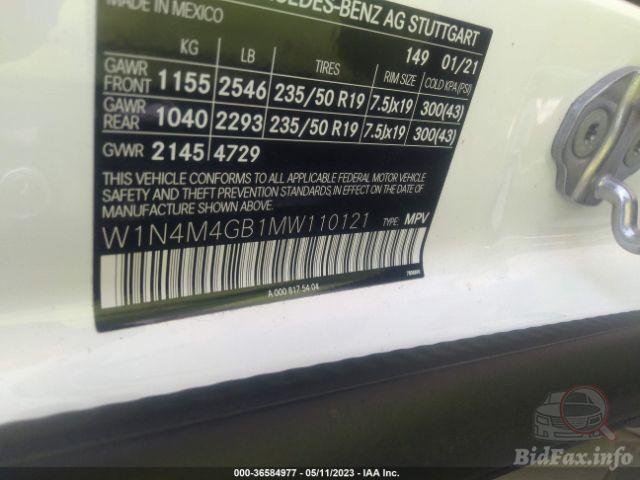 MADE IN MEXICO
-BENZ AG STUTTGART
149 01/21
KG LB TIRES RIM SIZE COLD KPA (PSI)
GAWR FRONT 1155 2546 235/50 R19 7.5Jx19 300(43)
GAWR REAR 1040 2293 235/50 R19 7.5Jx19 300(43)
GVWR 2145 4729
THIS VEHICLE CONFORMS TO ALL APPLICABLE FEDERAL MOTOR VEHICLE
SAFETY AND THEFT PREVENTION STANDARDS IN EFFECT ON THE DATE OF
MANUFACTURE SHOWN ABOVE.
W1N4M4GB1MW110121 TYPE: MPV
A 000 817 54 04
BidFax.info
000-36584977 - 05/11/2023 - IAA Inc.